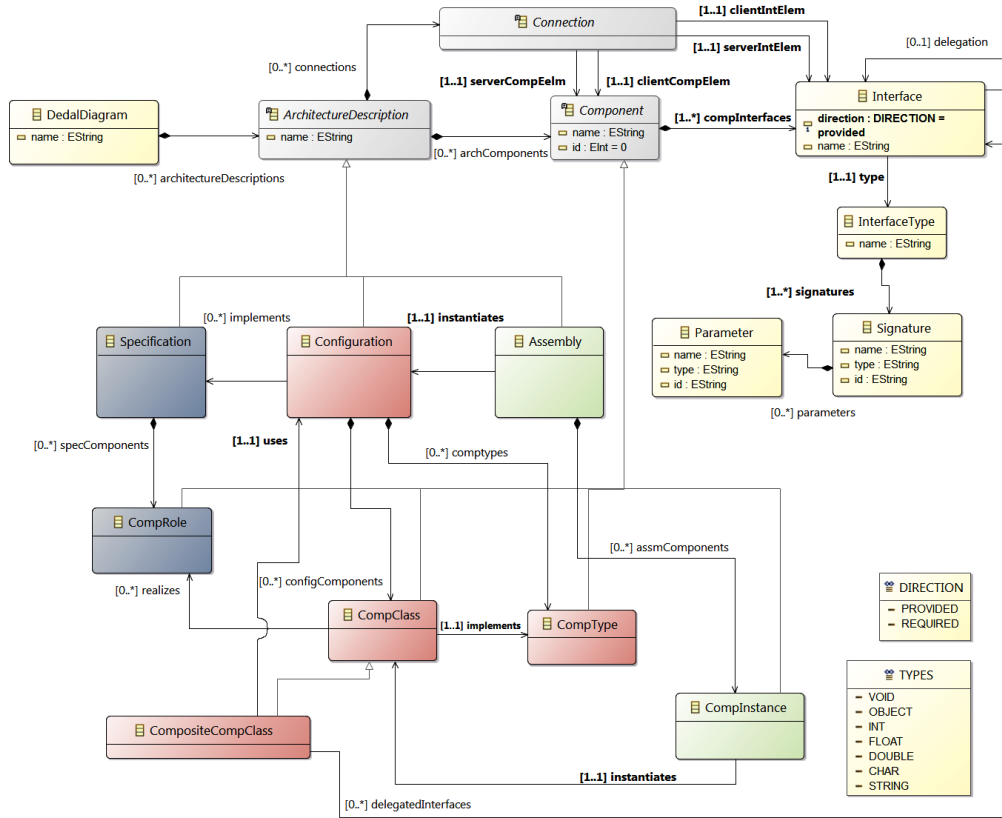 Connection
[1..1] clientIntElem
[1..1] serverIntElem
[0..1] delegation
[0..*] connections
[1..1] serverCompEelm
[1..1] clientCompElem
DedalDiagram
name : EString
ArchitectureDescription
name : EString
Component
name : EString
id : EInt = 0
[1..*] compInterfaces
Interface
direction : DIRECTION =
provided
name : EString
[0..*] archComponents
[0..*] architectureDescriptions
[1..1] type
InterfaceType
name : EString
[1..*] signatures
[0..*] implements
[1..1] instantiates
Specification
Configuration
Assembly
Parameter
name : EString
type : EString
id : EString
Signature
name : EString
type : EString
id : EString
[0..*] parameters
[0..*] specComponents
[1..1] uses
[0..*] comptypes
CompRole
[0..*] assmComponents
[0..*] realizes
[0..*] configComponents
DIRECTION
PROVIDED
REQUIRED
CompClass
[1..1] implements
CompType
TYPES
VOID
OBJECT
INT
FLOAT
DOUBLE
CHAR
STRING
CompositeCompClass
CompInstance
[1..1] instantiates
[0..*] delegatedInterfaces